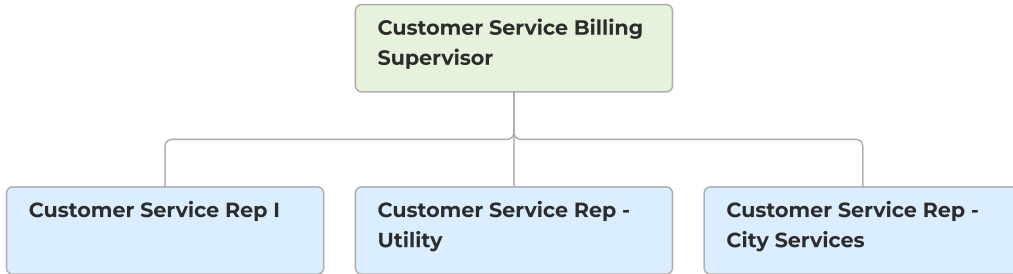 Customer Service Billing
Supervisor
Customer Service Rep I
Customer Service Rep -
Utility
Customer Service Rep -
City Services